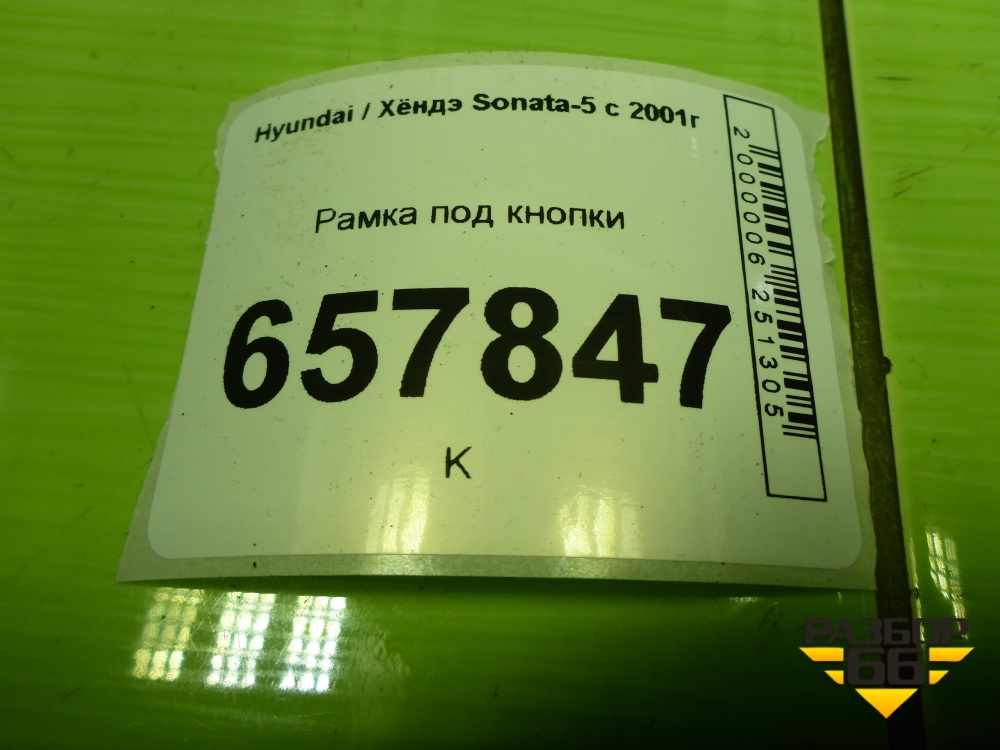 Hyundai / Хёндэ Sonata-5 с 2001г
Рамка под кнопки
657847
К
2000006251305
РАЗБОР
66